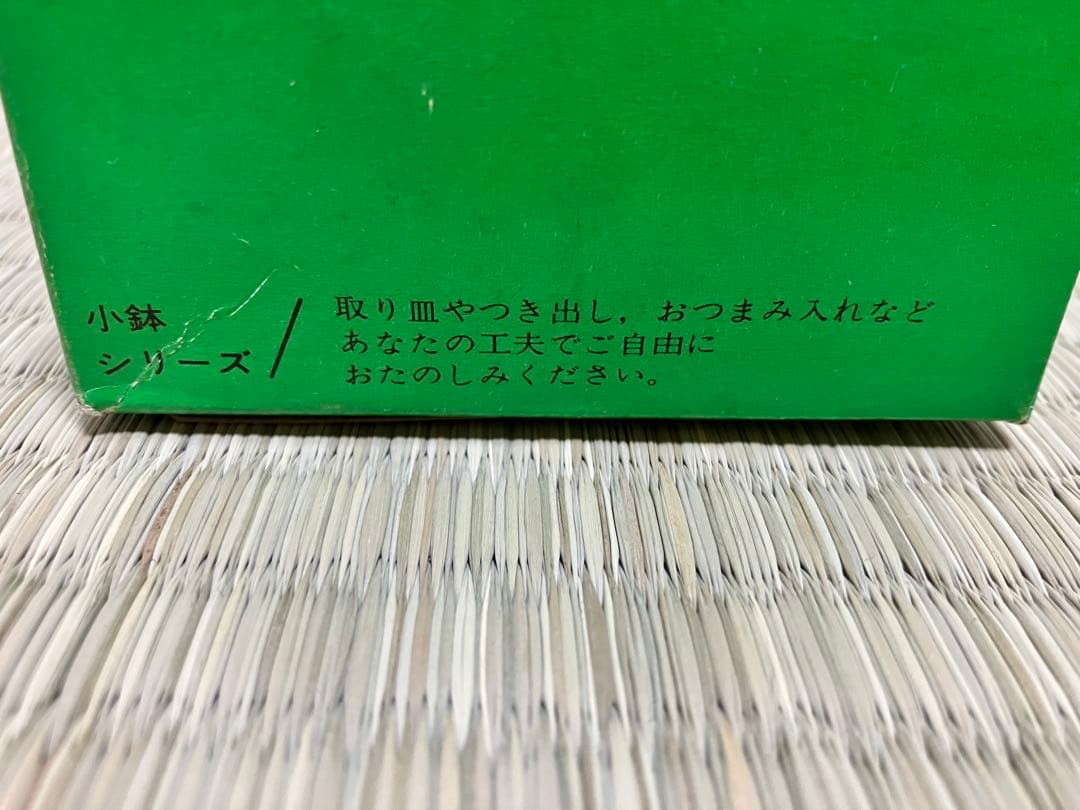 小鉢
シリーズ
取り皿やつき出し，おつまみ入れなど
あなたの工夫でご自由に
おたのしみください。